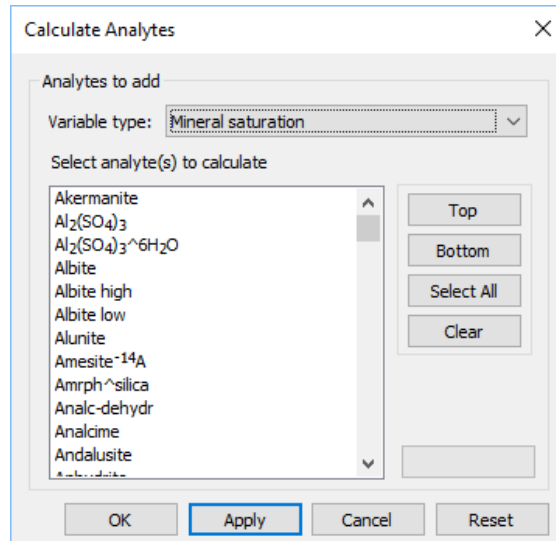 Calculate Analytes
Analytes to add
Variable type: Mineral saturation
Select analyte(s) to calculate
Akermanite
Al2(SO4)3
Al2(SO4)3^6H2O
Albite
Albite high
Albite low
Alunite
Amesite-14A
Amrph^silica
Analc-dehydr
Analcime
Andalusite
Top
Bottom
Select All
Clear
OK Apply Cancel Reset